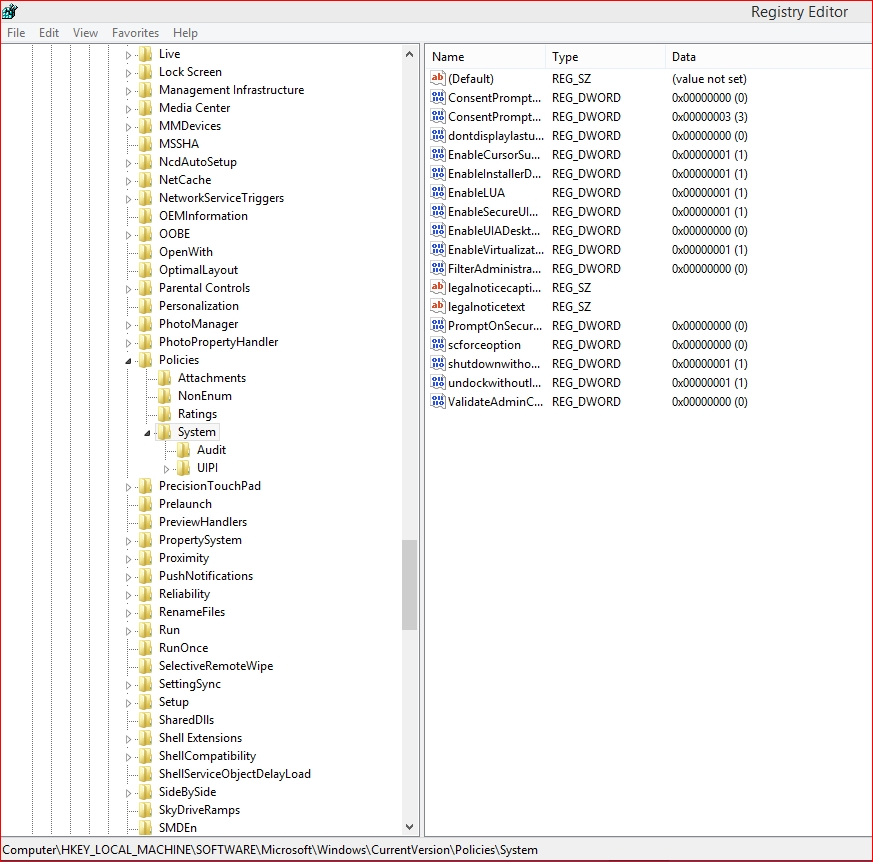 Registry Editor
File Edit View Favorites Help
Live
Lock Screen
Management Infrastructure
Media Center
MMDevices
MSSHA
NcdAutoSetup
NetCache
NetworkServiceTriggers
OEMInformation
OOBE
OpenWith
OptimalLayout
Parental Controls
Personalization
PhotoManager
PhotoPropertyHandler
Policies
Attachments
NonEnum
Ratings
System
Audit
UIPI
PrecisionTouchPad
Prelaunch
PreviewHandlers
PropertySystem
Proximity
PushNotifications
Reliability
RenameFiles
Run
RunOnce
SelectiveRemoteWipe
SettingSync
Setup
SharedDlls
Shell Extensions
ShellCompatibility
ShellServiceObjectDelayLoad
SideBySide
SkyDriveRamps
SMDEn
Name Type Data
ab (Default) REG_SZ (value not set)
ConsentPrompt... REG_DWORD 0x00000000 (0)
ConsentPrompt... REG_DWORD 0x00000003 (3)
dontdisplaylastu... REG_DWORD 0x00000000 (0)
EnableCursorSu... REG_DWORD 0x00000001 (1)
EnableInstallerD... REG_DWORD 0x00000001 (1)
EnableLUA REG_DWORD 0x00000001 (1)
EnableSecureUI... REG_DWORD 0x00000001 (1)
EnableUIADeskt... REG_DWORD 0x00000000 (0)
EnableVirtualizat... REG_DWORD 0x00000001 (1)
FilterAdministra... REG_DWORD 0x00000000 (0)
ab legalnoticecapti... REG_SZ
ab legalnoticetext REG_SZ
PromptOnSecur... REG_DWORD 0x00000000 (0)
scforceoption REG_DWORD 0x00000000 (0)
shutdownwitho... REG_DWORD 0x00000001 (1)
undockwithoutl... REG_DWORD 0x00000001 (1)
ValidateAdminC... REG_DWORD 0x00000000 (0)
Computer\HKEY_LOCAL_MACHINE\SOFTWARE\Microsoft\Windows\CurrentVersion\Policies\System